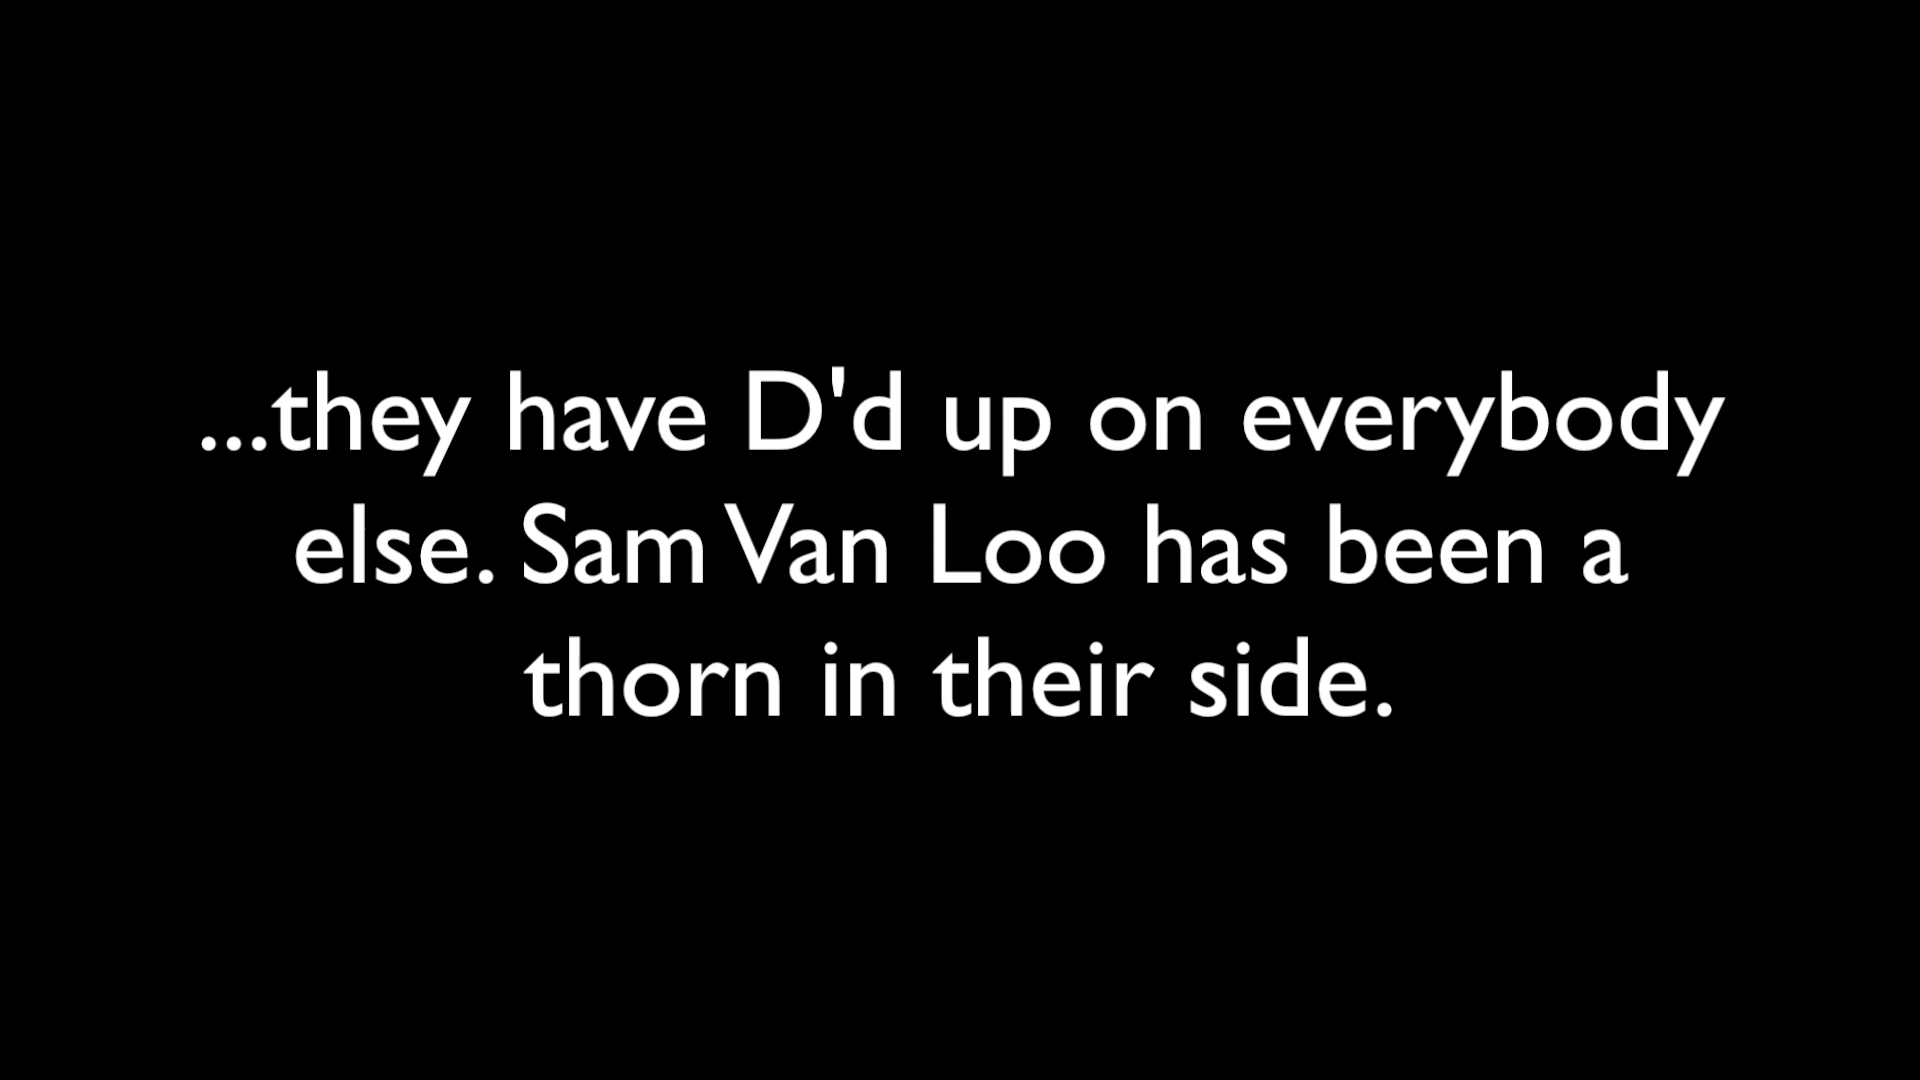 ...they have D'd up on everybody
else. Sam Van Loo has been a
thorn in their side.